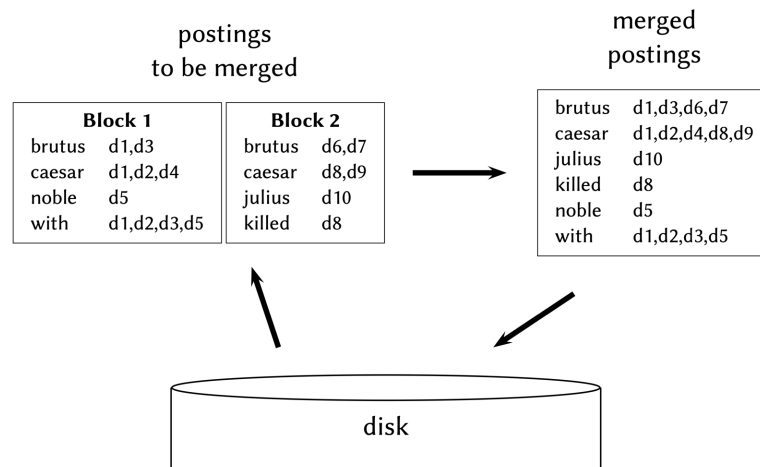 postings
to be merged
merged
postings
Block 1
brutus d1,d3
caesar d1,d2,d4
noble d5
with d1,d2,d3,d5
Block 2
brutus d6,d7
caesar d8,d9
julius d10
killed d8
brutus d1,d3,d6,d7
caesar d1,d2,d4,d8,d9
julius d10
killed d8
noble d5
with d1,d2,d3,d5
disk